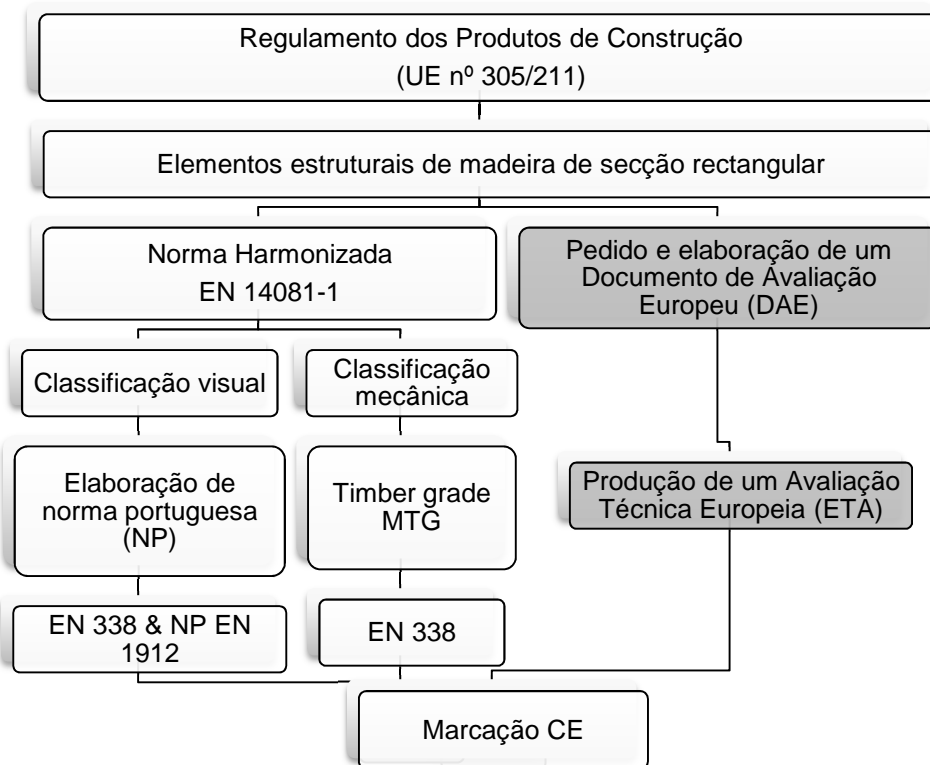 Regulamento dos Produtos de Construção
(UE nº 305/211)
Elementos estruturais de madeira de secção rectangular
Norma Harmonizada
EN 14081-1
Pedido e elaboração de um
Documento de Avaliação
Europeu (DAE)
Classificação visual
Classificação
mecânica
Elaboração de
norma portuguesa
(NP)
Timber grade
MTG
Produção de um Avaliação
Técnica Europeia (ETA)
EN 338 & NP EN
1912
EN 338
Marcação CE